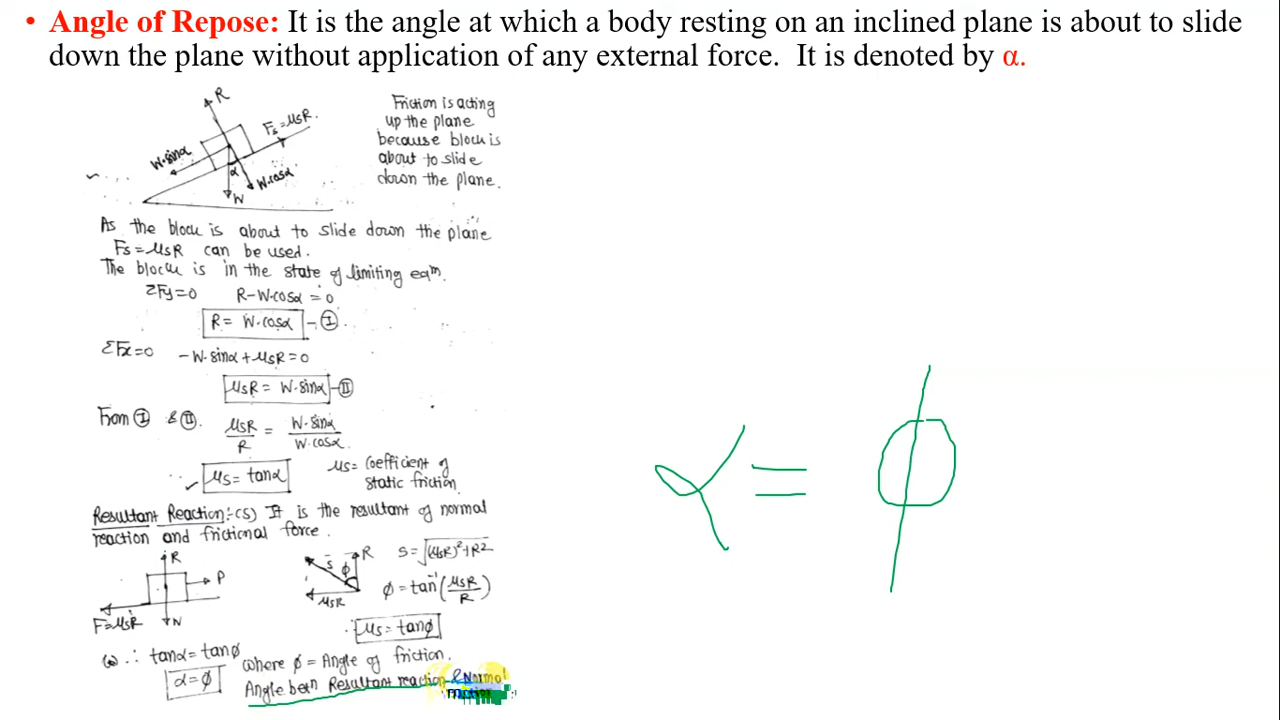 • Angle of Repose: It is the angle at which a body resting on an inclined plane is about to slide
down the plane without application of any external force. It is denoted by α.
R
Fs=μsR.
W·sinα
α
W·cosα
W
Friction is acting
up the plane
because block is
about to slide
down the plane.
As the block is about to slide down the plane
Fs=μsR can be used.
The block is in the state of limiting eqm.
ΣFy=0 R-W·cosα=0
R= W·cosα -Ⓘ.
ΣFx=0 -W·sinα+μsR=0
μsR= W·sinα -Ⓘ︎Ⓘ
From Ⓘ & ⒾⒾ. μsR/R = W·sinα/W·cosα.
μs=tanα μs= Coefficient of
static friction.
Resultant Reaction:-(S) It is the resultant of normal
reaction and frictional force.
R
P
F=μsR
W
S
φ
R
μsR
S=√(μsR)²+R²
φ=tan⁻¹(μsR/R)
μs=tanφ
∴ tanα=tanφ where φ=Angle of friction.
α=φ
Angle betn Resultant reaction & Normal
reaction
α = φ